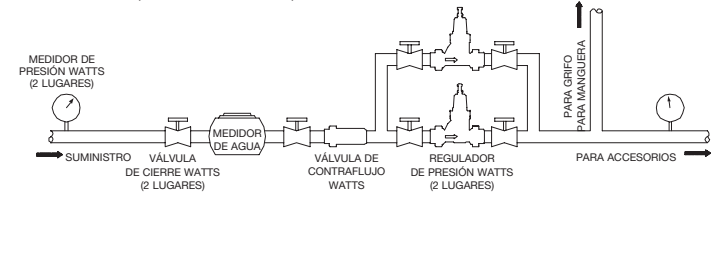 MEDIDOR DE
PRESIÓN WATTS
(2 LUGARES)
MEDIDOR
DE AGUA
PARA GRIFO
PARA MANGUERA
SUMINISTRO
VÁLVULA
DE CIERRE WATTS
(2 LUGARES)
VÁLVULA DE
CONTRAFLUJO
WATTS
REGULADOR
DE PRESIÓN WATTS
(2 LUGARES)
PARA ACCESORIOS